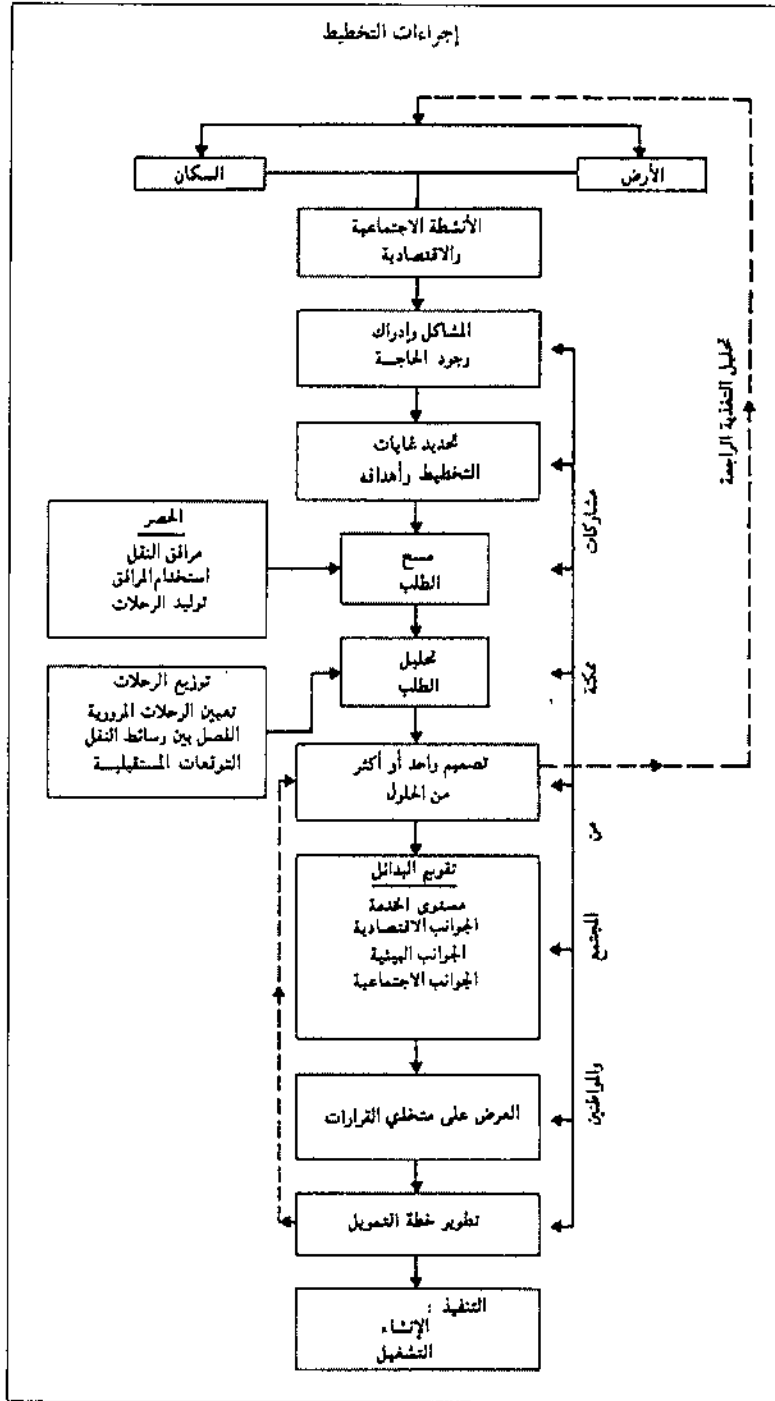 إجراءات التخطيط
الأرض
السكان
الأنشطة الاجتماعية
والاقتصادية
المشاكل وإدراك
وجود الحاجــة
تحديد غايات
التخطيط وأهدافه
الحصر
مرافق النقل
استخدام المرافق
توليد الرحلات
مسح
الطلب
توزيع الرحلات
تعيين الرحلات المرورية
الفصل بين وسائط النقل
التوقعات المستقبليــة
تحليل
الطلب
تصميم واحد أو أكثر
من الحلول
تقويم البدائل
مستوى الخدمة
الجوانب الاقتصادية
الجوانب البيئية
الجوانب الاجتماعية
العرض على متخذي القرارات
تطوير خطة التمويل
التنفيذ :
الإنشاء
التشغيل
مشاركات ممكنة من المجتمع والمواطنين
تحليل التغذية الراجعة